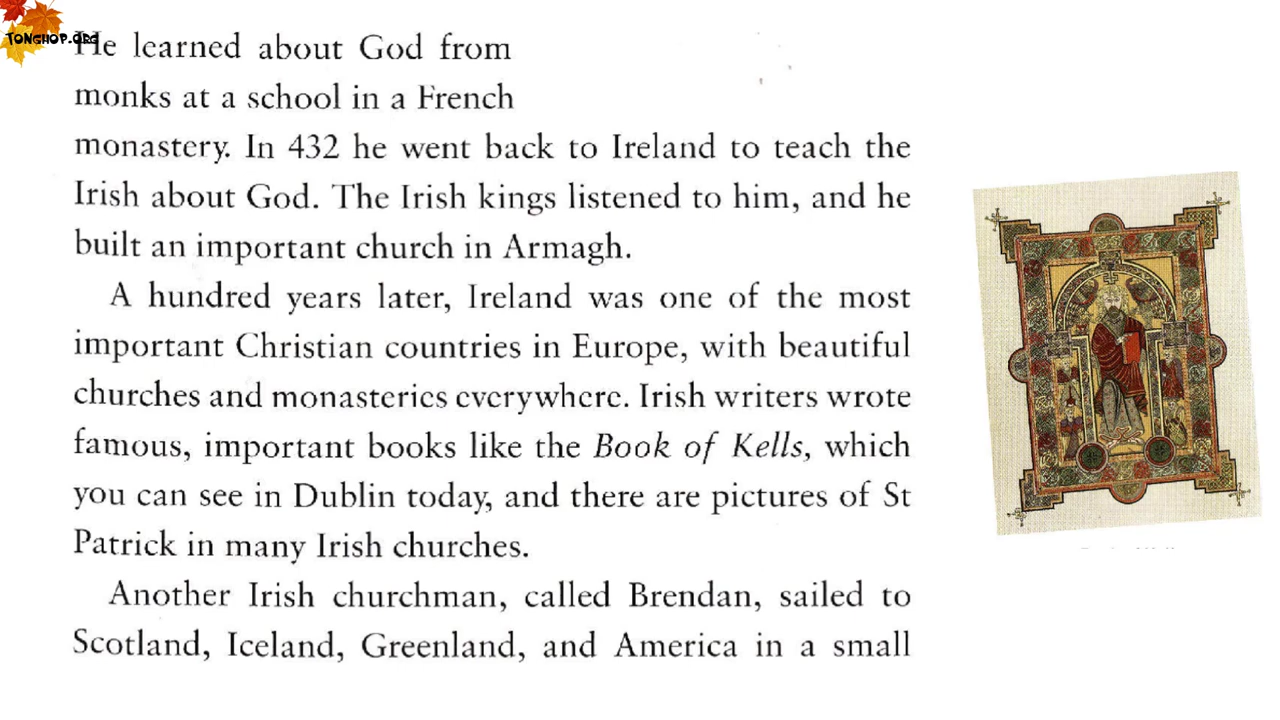 TONGHOP.ORG
He learned about God from
monks at a school in a French
monastery. In 432 he went back to Ireland to teach the
Irish about God. The Irish kings listened to him, and he
built an important church in Armagh.
A hundred years later, Ireland was one of the most
important Christian countries in Europe, with beautiful
churches and monasteries everywhere. Irish writers wrote
famous, important books like the Book of Kells, which
you can see in Dublin today, and there are pictures of St
Patrick in many Irish churches.
Another Irish churchman, called Brendan, sailed to
Scotland, Iceland, Greenland, and America in a small